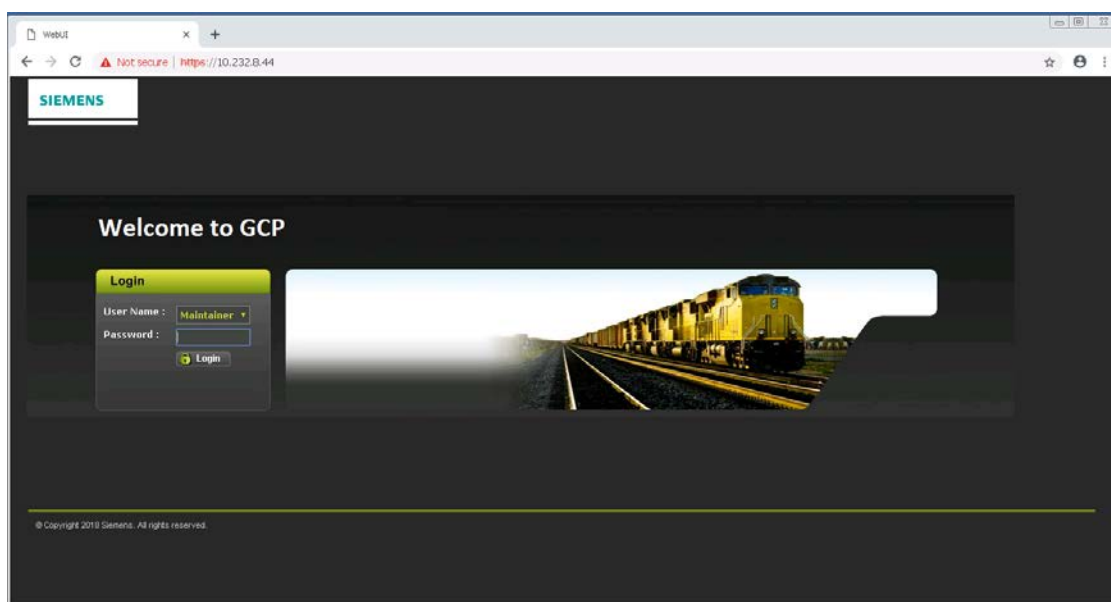 WebUI
Not secure | https://10.232.8.44
SIEMENS
Welcome to GCP
Login
User Name :
Maintainer
Password :
Login
© Copyright 2018 Siemens. All rights reserved.